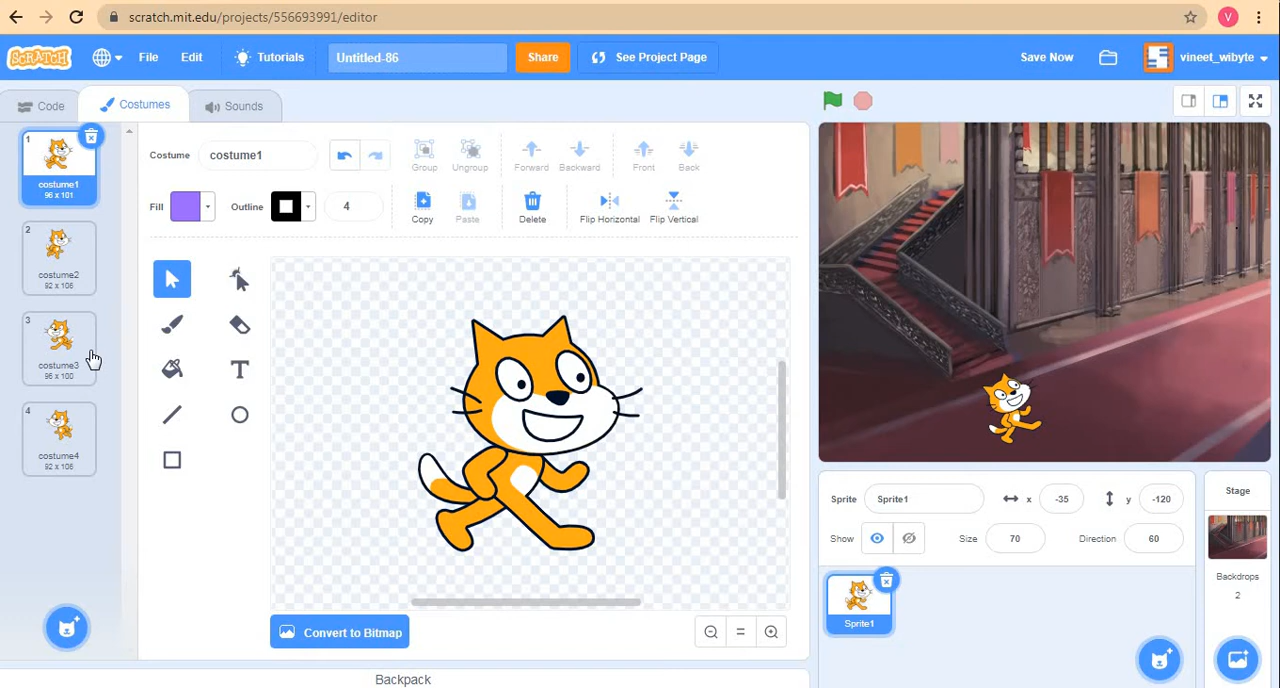 scratch.mit.edu/projects/556693991/editor
V
SCRATCH
File Edit Tutorials Untitled-86 Share See Project Page Save Now vineet_wibyte
Code Costumes Sounds
1
costume1
96 x 101
2
costume2
92 x 106
3
costume3
96 x 100
4
costume4
92 x 106
Costume costume1 Group Ungroup Forward Backward Front Back
Fill Outline 4 Copy Paste Delete Flip Horizontal Flip Vertical
T
Convert to Bitmap
Backpack
Sprite Sprite1 x -35 y -120
Show Size 70 Direction 60
Sprite1
Stage
Backdrops
2